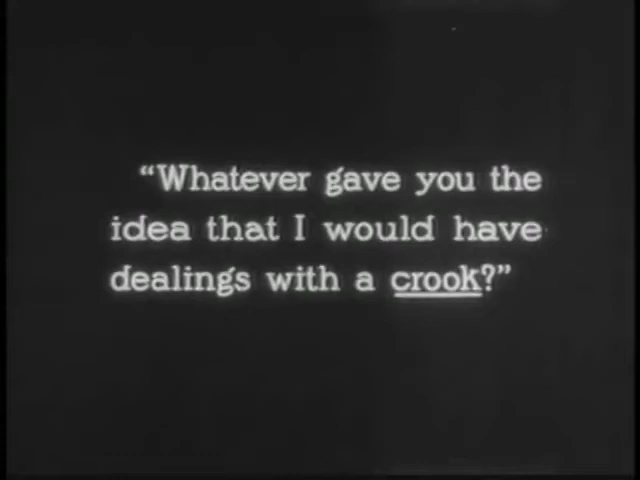 “Whatever gave you the
idea that I would have
dealings with a crook?”